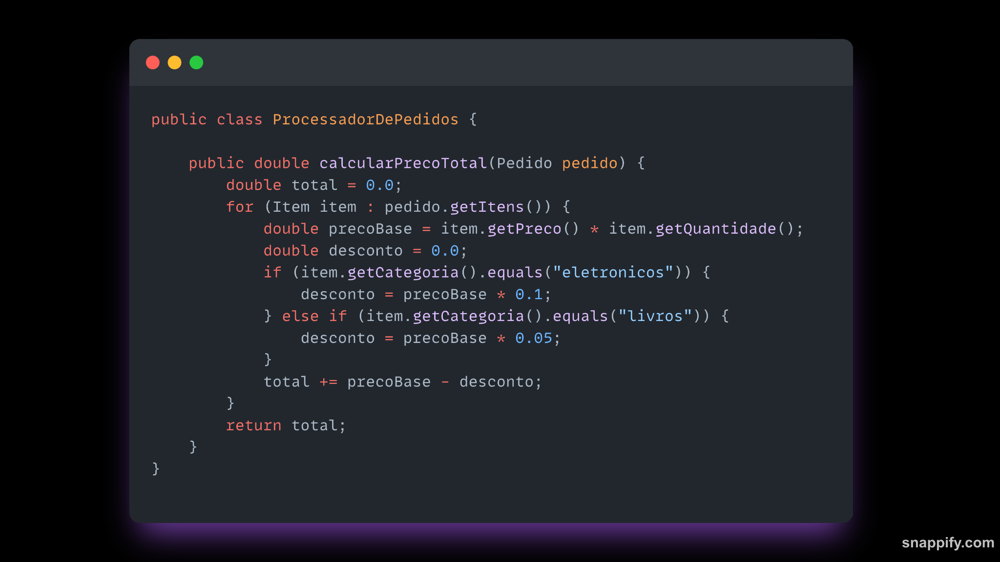 public class ProcessadorDePedidos {
    public double calcularPrecoTotal(Pedido pedido) {
        double total = 0.0;
        for (Item item : pedido.getItens()) {
            double precoBase = item.getPreco() * item.getQuantidade();
            double desconto = 0.0;
            if (item.getCategoria().equals("eletronicos")) {
                desconto = precoBase * 0.1;
            } else if (item.getCategoria().equals("livros")) {
                desconto = precoBase * 0.05;
            }
            total += precoBase - desconto;
        }
        return total;
    }
}
snappify.com